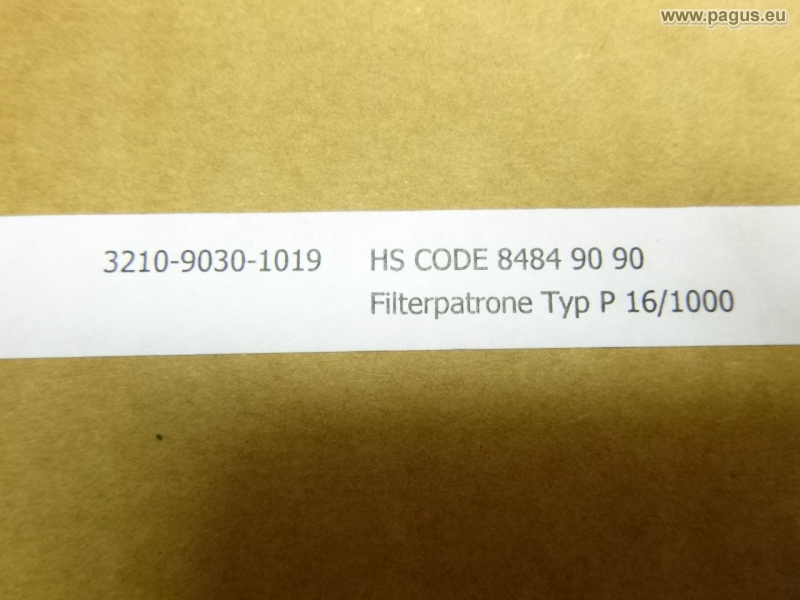 www.pagus.eu
3210-9030-1019 HS CODE 8484 90 90
Filterpatrone Typ P 16/1000